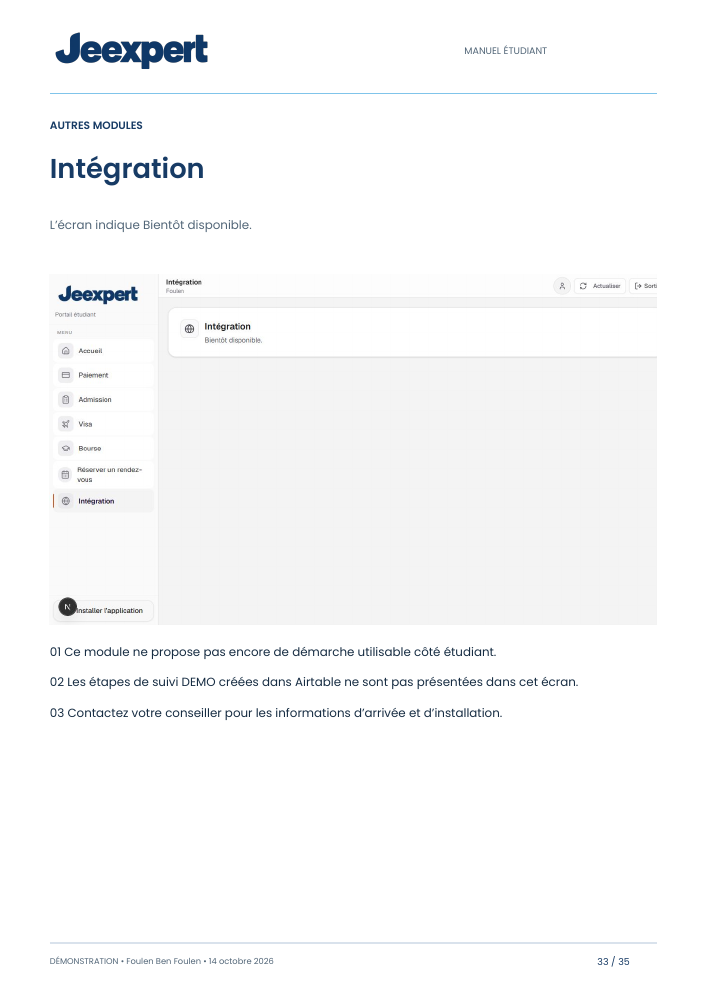 Jeexpert
MANUEL ÉTUDIANT
AUTRES MODULES
Intégration
L’écran indique Bientôt disponible.
Jeexpert
Portail étudiant
MENU
Accueil
Paiement
Admission
Visa
Bourse
Réserver un rendez-
vous
Intégration
N
Installer l'application
Intégration
Foulen
Actualiser
Sorti
Intégration
Bientôt disponible.
01 Ce module ne propose pas encore de démarche utilisable côté étudiant.
02 Les étapes de suivi DEMO créées dans Airtable ne sont pas présentées dans cet écran.
03 Contactez votre conseiller pour les informations d’arrivée et d’installation.
DÉMONSTRATION • Foulen Ben Foulen • 14 octobre 2026
33 / 35